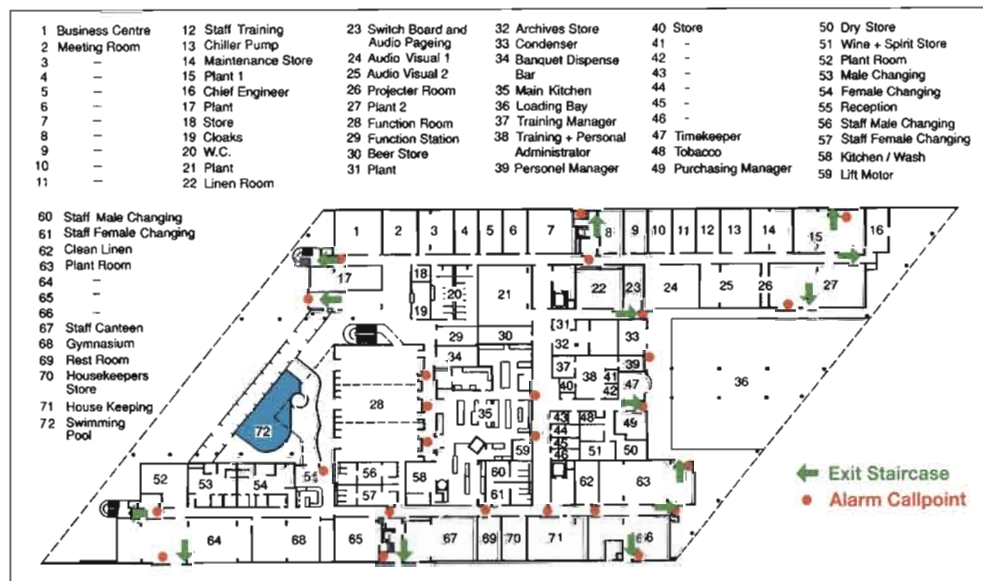 1 Business Centre
2 Meeting Room
3 –
4 –
5 –
6 –
7 –
8 –
9 –
10 –
11 –
12 Staff Training
13 Chiller Pump
14 Maintenance Store
15 Plant 1
16 Chief Engineer
17 Plant
18 Store
19 Cloaks
20 W.C.
21 Plant
22 Linen Room
23 Switch Board and
Audio Pageing
24 Audio Visual 1
25 Audio Visual 2
26 Projecter Room
27 Plant 2
28 Function Room
29 Function Station
30 Beer Store
31 Plant
32 Archives Store
33 Condenser
34 Banquet Dispense
Bar
35 Main Kitchen
36 Loading Bay
37 Training Manager
38 Training + Personal
Administrator
39 Personel Manager
40 Store
41 -
42 -
43 -
44 -
45 -
46 -
47 Timekeeper
48 Tobacco
49 Purchasing Manager
50 Dry Store
51 Wine + Spirit Store
52 Plant Room
53 Male Changing
54 Female Changing
55 Reception
56 Staff Male Changing
57 Staff Female Changing
58 Kitchen / Wash
59 Lift Motor
60 Staff Male Changing
61 Staff Female Changing
62 Clean Linen
63 Plant Room
64 –
65 –
66 –
67 Staff Canteen
68 Gymnasium
69 Rest Room
70 Housekeepers
Store
71 House Keeping
72 Swimming
Pool
1 2 3 4 5 6 7 8 9 10 11 12 13 14 15 16
17 18 20 21 22 23 24 25 26 27
19
29 30 31 32 33
34 37 38 39
40 41 42 47 36
28 35
72 43 48 49
44
45 51 50
46 59
52 53 54 55 56 58 60 62 63
57 61
64 68 65 67 69 70 71
Exit Staircase
Alarm Callpoint